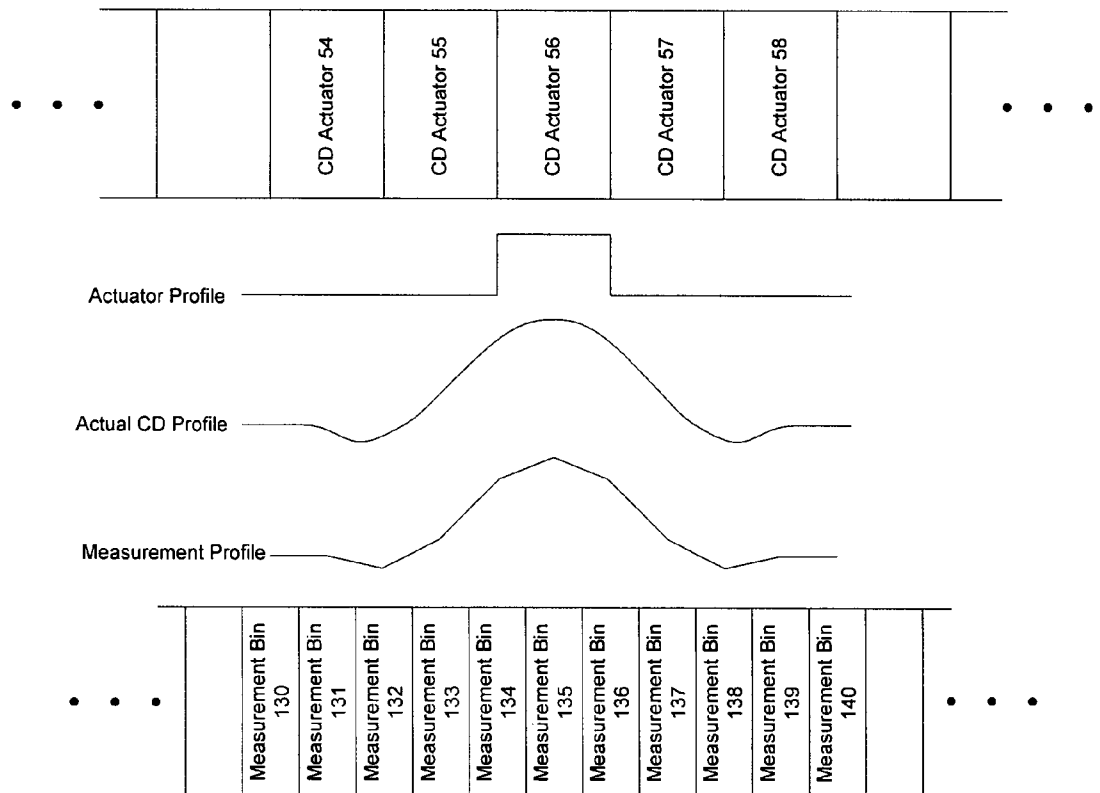 CD Actuator 54
CD Actuator 55
CD Actuator 56
CD Actuator 57
CD Actuator 58
Actuator Profile
Actual CD Profile
Measurement Profile
Measurement Bin
130
Measurement Bin
131
Measurement Bin
132
Measurement Bin
133
Measurement Bin
134
Measurement Bin
135
Measurement Bin
136
Measurement Bin
137
Measurement Bin
138
Measurement Bin
139
Measurement Bin
140